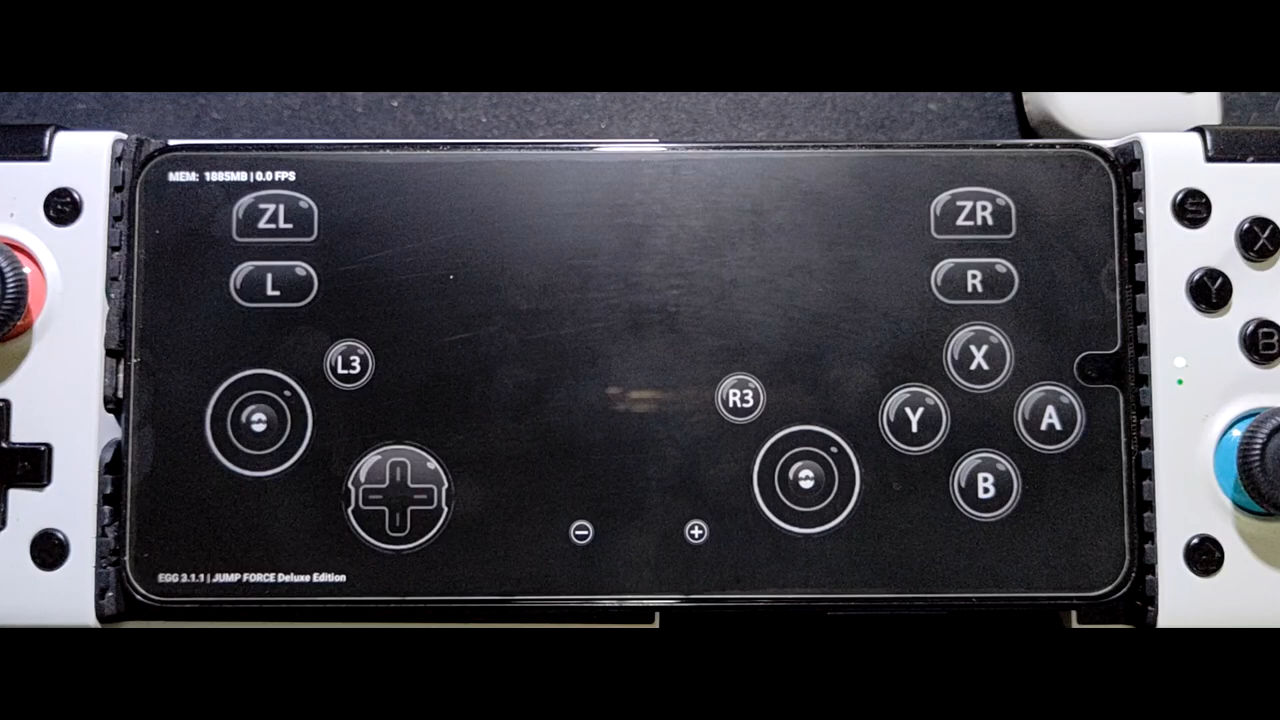 MEM: 1885MB | 0.0 FPS
ZL
ZR
S
X
L
R
Y
L3
X
B
R3
Y
A
B
EGG 3.1.1 | JUMP FORCE Deluxe Edition